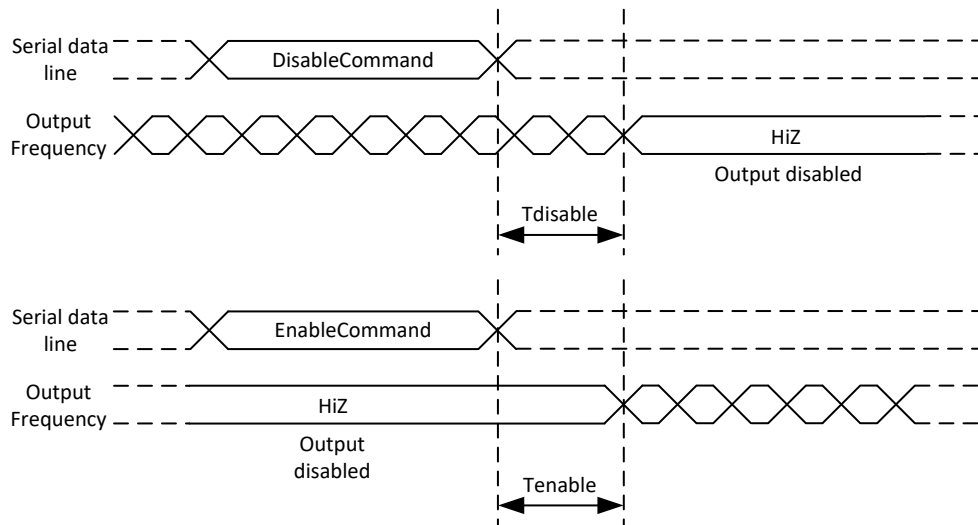 Serial data
line
DisableCommand
Output
Frequency
HiZ
Output disabled
Tdisable
Serial data
line
EnableCommand
Output
Frequency
HiZ
Output
disabled
Tenable